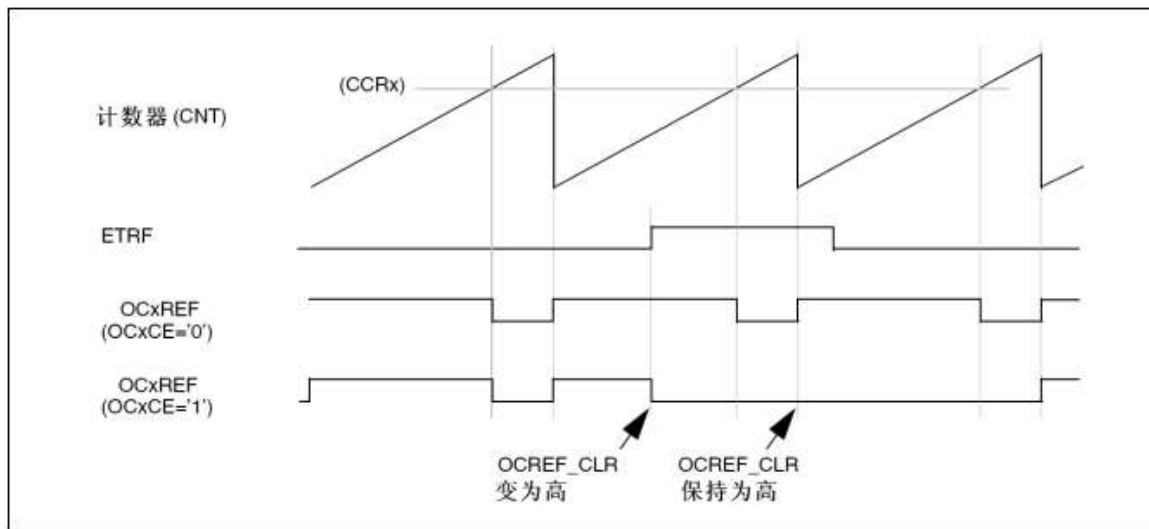 (CCRx)
计数器 (CNT)
ETRF
OCxREF
(OCxCE='0')
OCxREF
(OCxCE='1')
OCREF_CLR
变为高
OCREF_CLR
保持为高